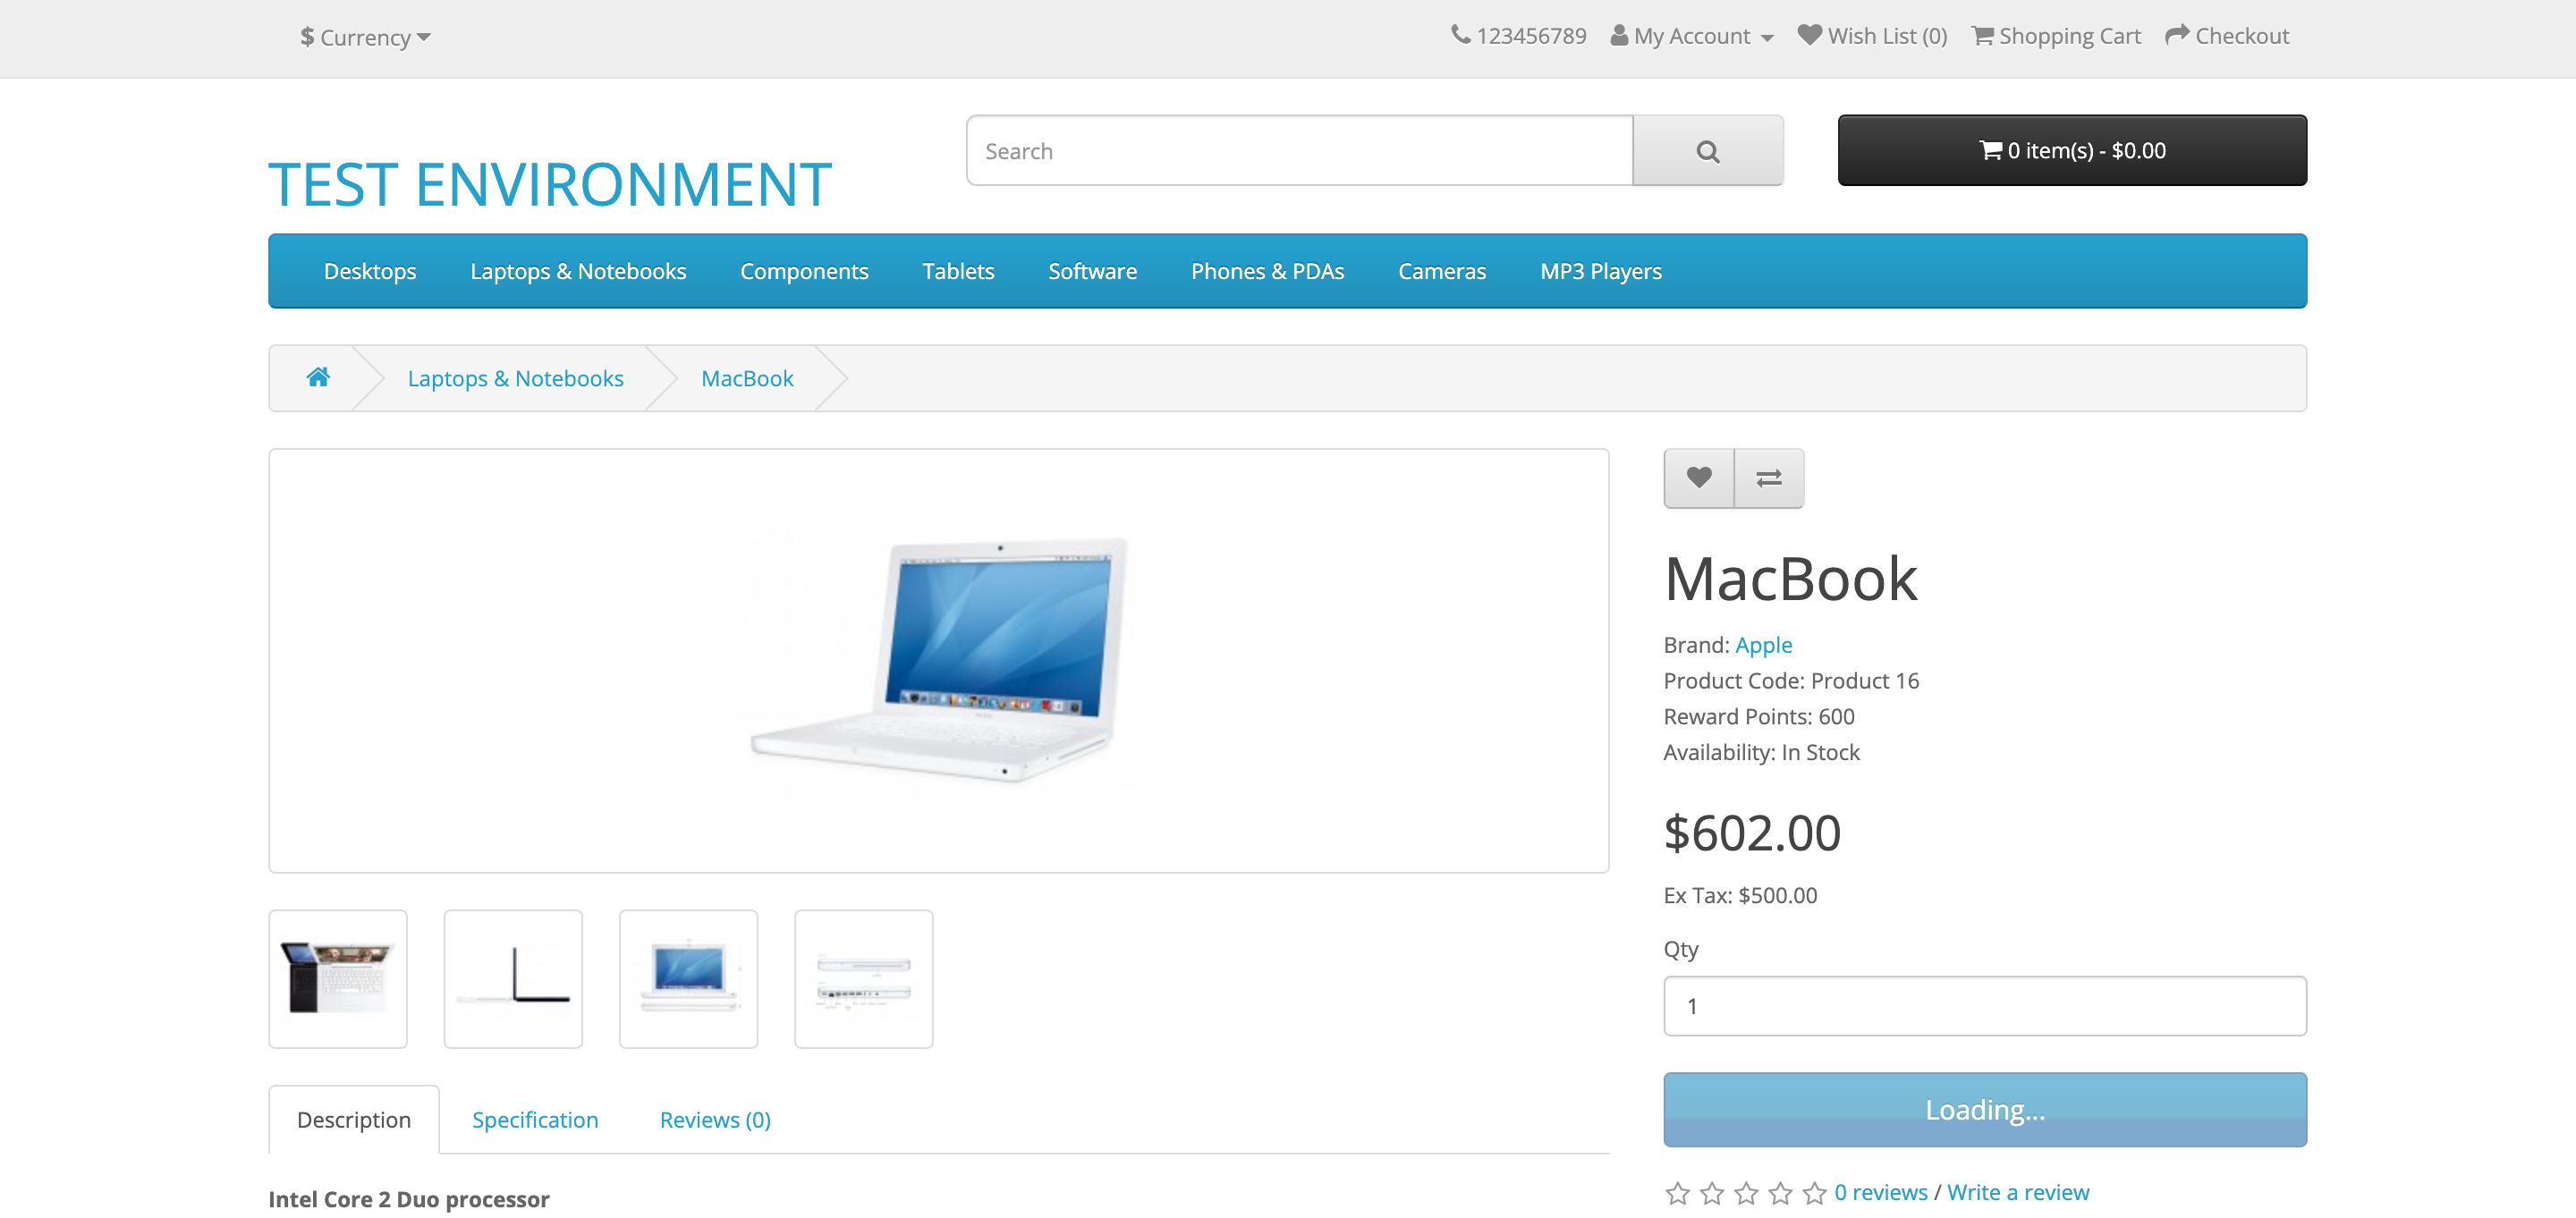 $ Currency
123456789 My Account Wish List (0) Shopping Cart Checkout
TEST ENVIRONMENT
Search
0 item(s) - $0.00
Desktops Laptops & Notebooks Components Tablets Software Phones & PDAs Cameras MP3 Players
Laptops & Notebooks MacBook
MacBook
Brand: Apple
Product Code: Product 16
Reward Points: 600
Availability: In Stock
$602.00
Ex Tax: $500.00
Qty
1
Loading...
0 reviews / Write a review
Description Specification Reviews (0)
Intel Core 2 Duo processor